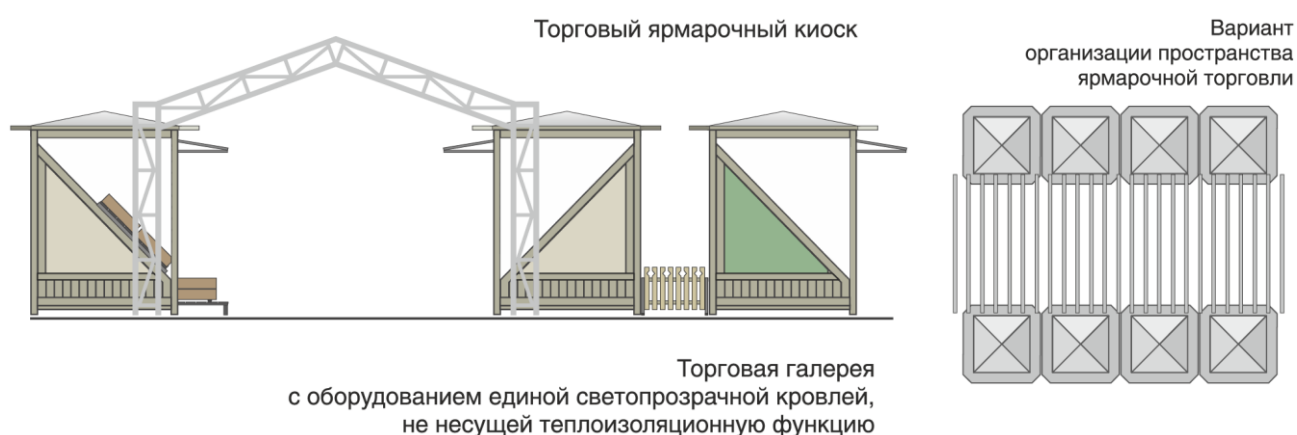 Торговый ярмарочный киоск
Вариант
организации пространства
ярмарочной торговли
Торговая галерея
с оборудованием единой светопрозрачной кровлей,
не несущей теплоизоляционную функцию